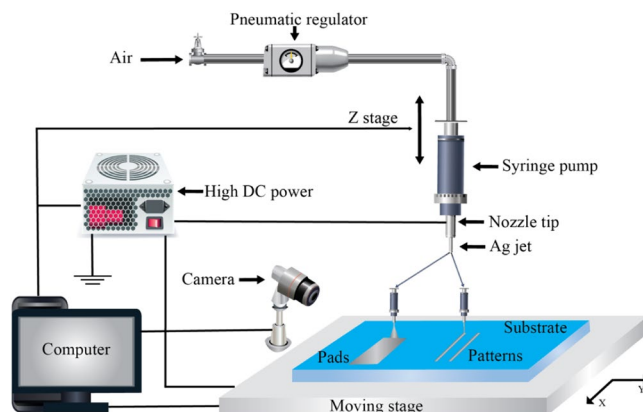 Pneumatic regulator
Air
Z stage
Syringe pump
High DC power
Nozzle tip
Ag jet
Camera
Substrate
Computer
Pads
Patterns
Moving stage
X
Y